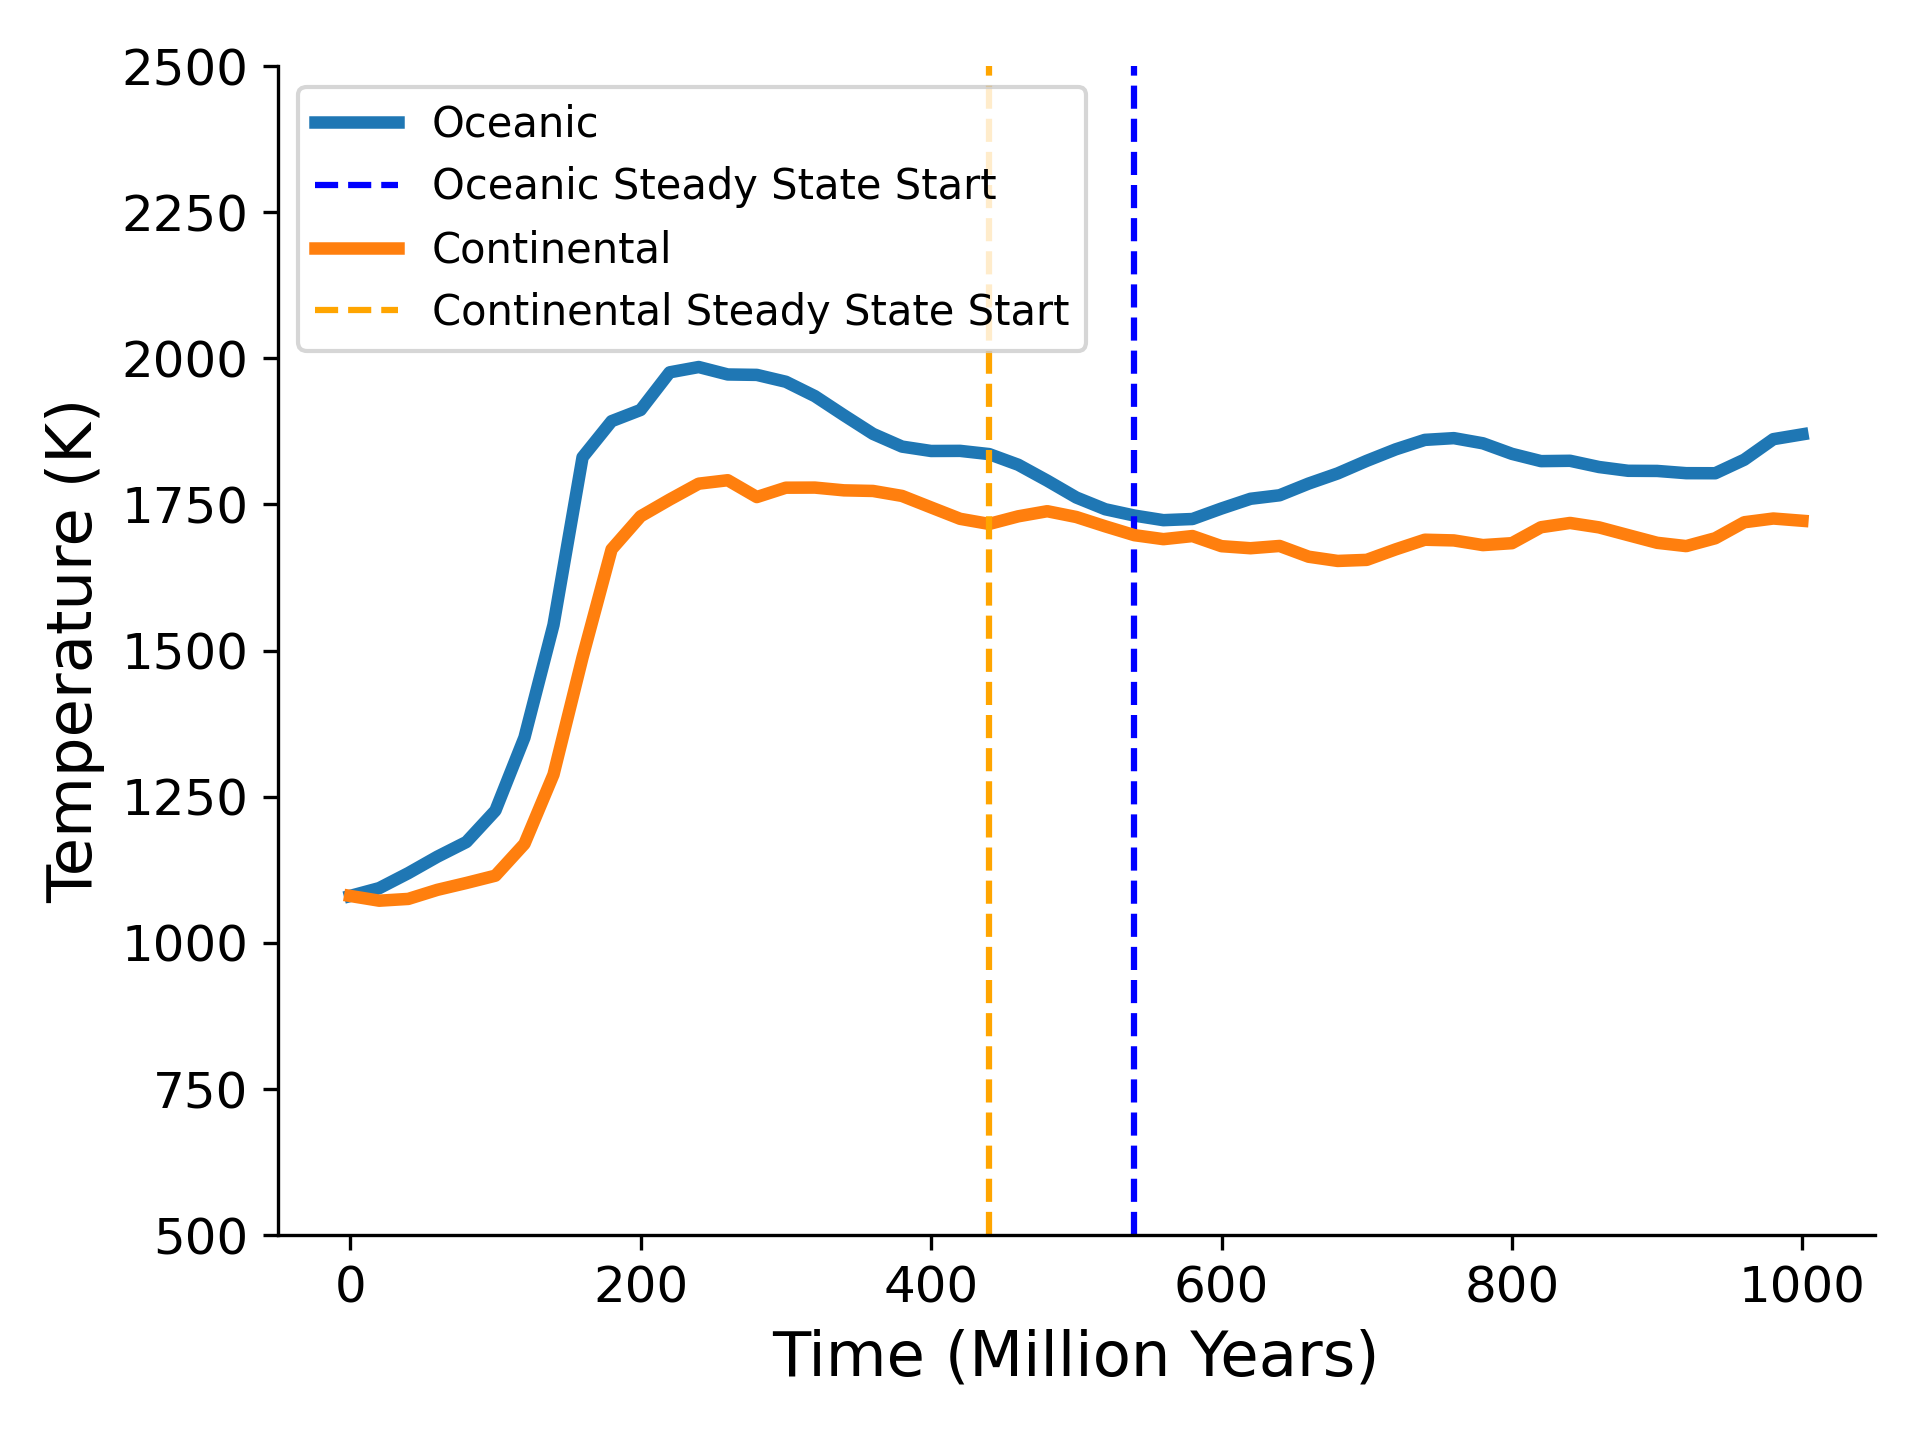 2500
2250
2000
1750
1500
1250
1000
750
500
Temperature (K)
Oceanic
Oceanic Steady State Start
Continental
Continental Steady State Start
0 200 400 600 800 1000
Time (Million Years)